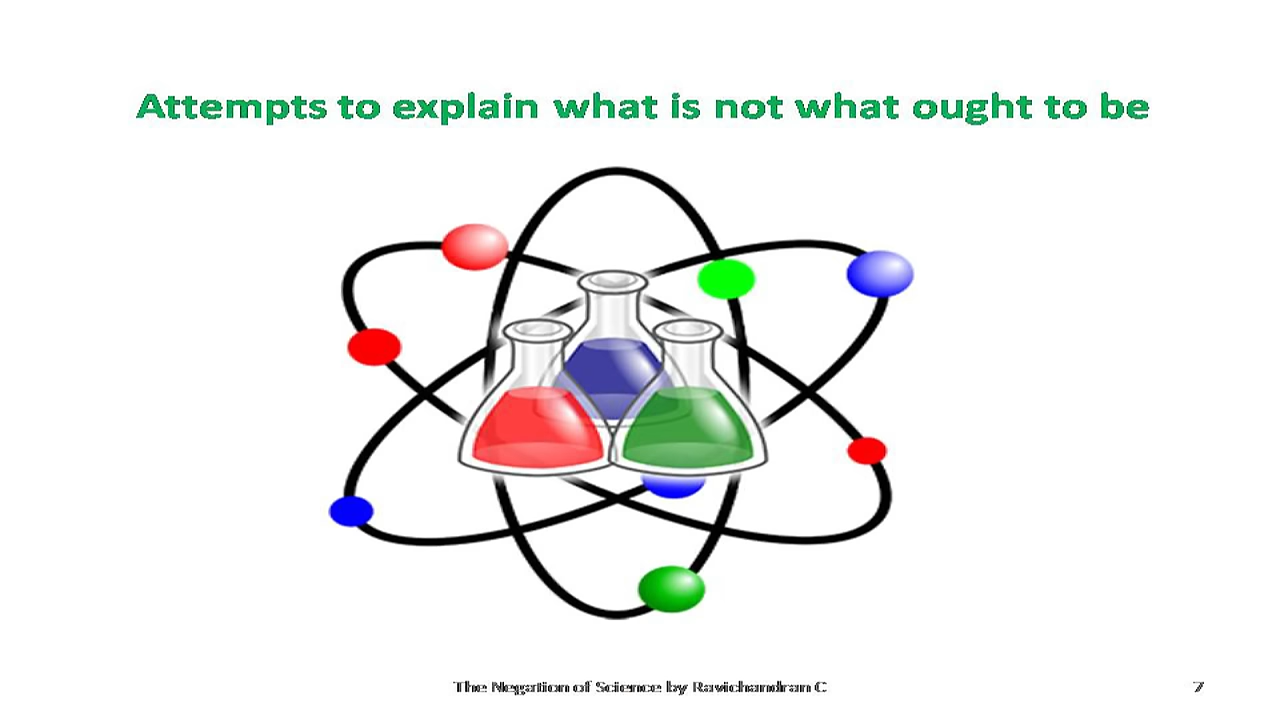 Attempts to explain what is not what ought to be
The Negation of Science by Ravichandran C
7